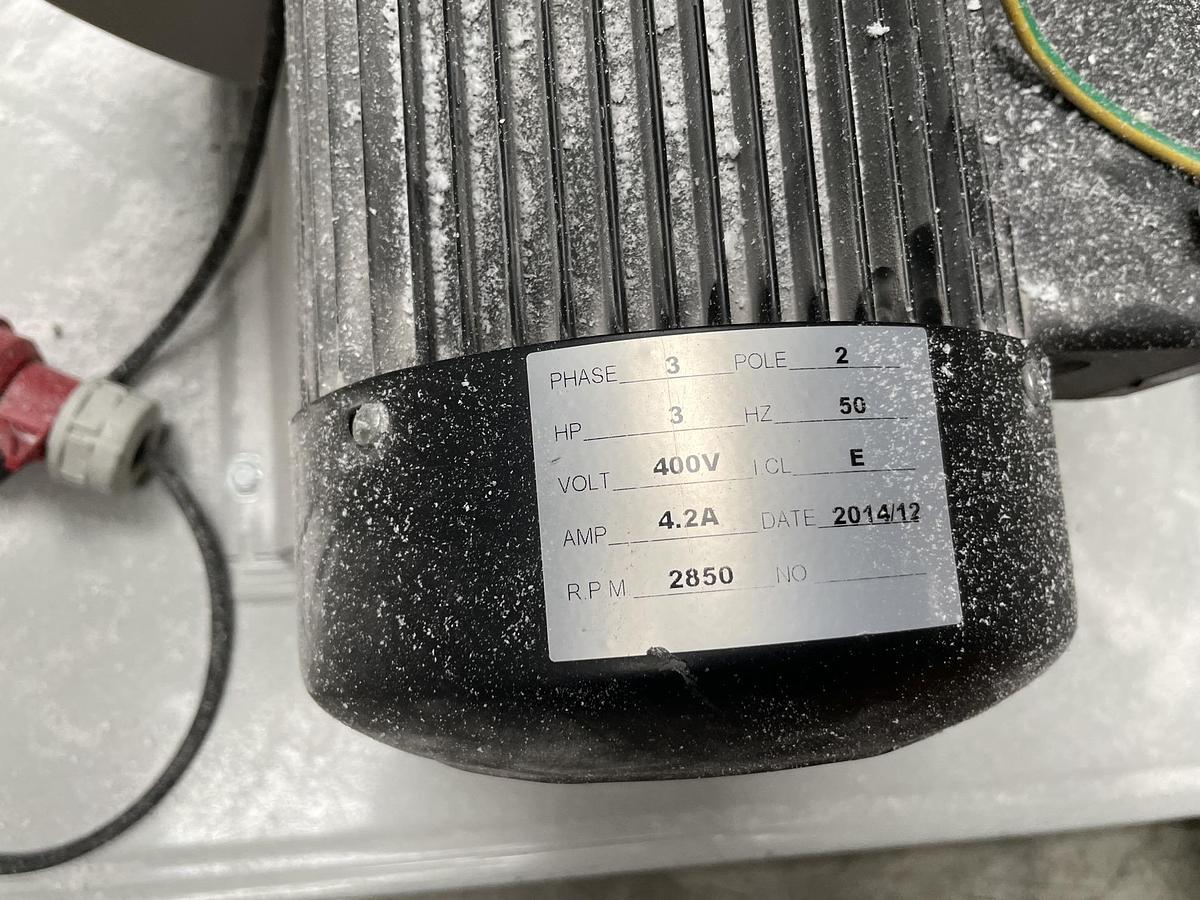 PHASE 3 POLE 2
HP 3 HZ 50
VOLT 400V I CL E
AMP 4.2A DATE 2014/12
R.P.M 2850 NO